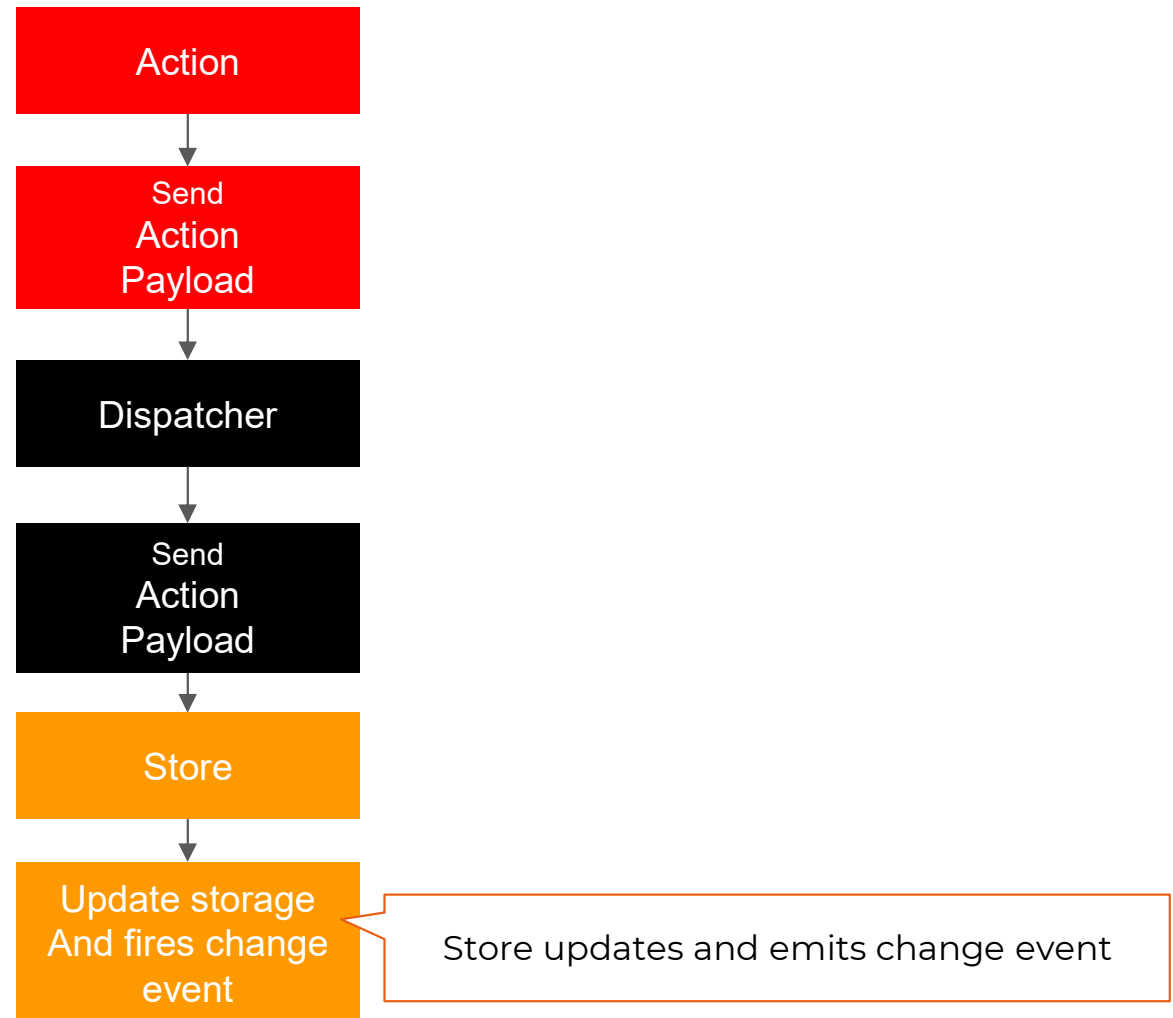 Action
Send
Action
Payload
Dispatcher
Send
Action
Payload
Store
Update storage
And fires change
event
Store updates and emits change event